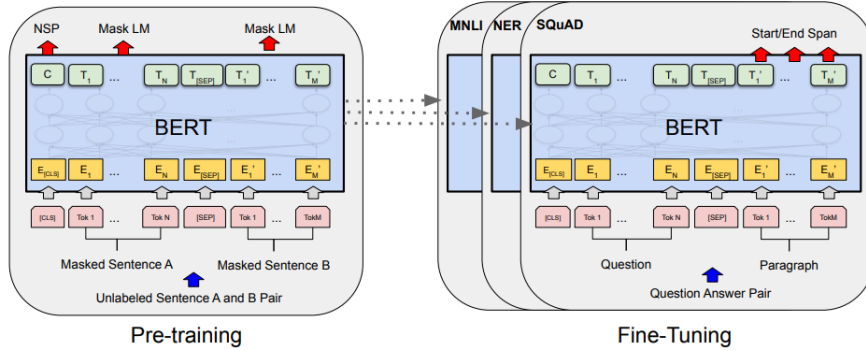 NSP Mask LM Mask LM
C T1 ... TN T[SEP] T1' ... TM'
BERT
E[CLS] E1 ... EN E[SEP] E1' ... EM'
[CLS] Tok 1 ... Tok N [SEP] Tok 1 ... TokM
Masked Sentence A Masked Sentence B
Unlabeled Sentence A and B Pair
Pre-training
MNLI NER SQuAD
Start/End Span
C T1 ... TN T[SEP] T1' ... TM'
BERT
E[CLS] E1 ... EN E[SEP] E1' ... EM'
[CLS] Tok 1 ... Tok N [SEP] Tok 1 ... TokM
Question Paragraph
Question Answer Pair
Fine-Tuning